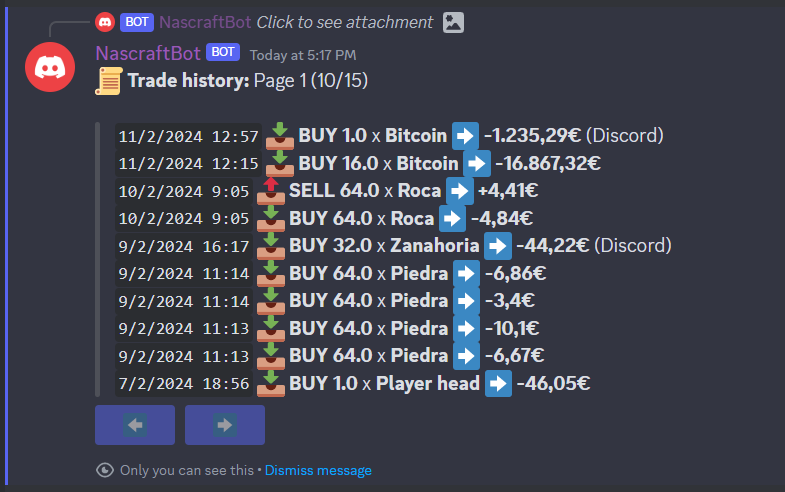 BOT NascraftBot Click to see attachment
NascraftBot BOT Today at 5:17 PM
Trade history: Page 1 (10/15)
11/2/2024 12:57 BUY 1.0 x Bitcoin ➡ -1.235,29€ (Discord)
11/2/2024 12:15 BUY 16.0 x Bitcoin ➡ -16.867,32€
10/2/2024 9:05 SELL 64.0 x Roca ➡ +4,41€
10/2/2024 9:05 BUY 64.0 x Roca ➡ -4,84€
9/2/2024 16:17 BUY 32.0 x Zanahoria ➡ -44,22€ (Discord)
9/2/2024 11:14 BUY 64.0 x Piedra ➡ -6,86€
9/2/2024 11:14 BUY 64.0 x Piedra ➡ -3,4€
9/2/2024 11:13 BUY 64.0 x Piedra ➡ -10,1€
9/2/2024 11:13 BUY 64.0 x Piedra ➡ -6,67€
7/2/2024 18:56 BUY 1.0 x Player head ➡ -46,05€
Only you can see this • Dismiss message